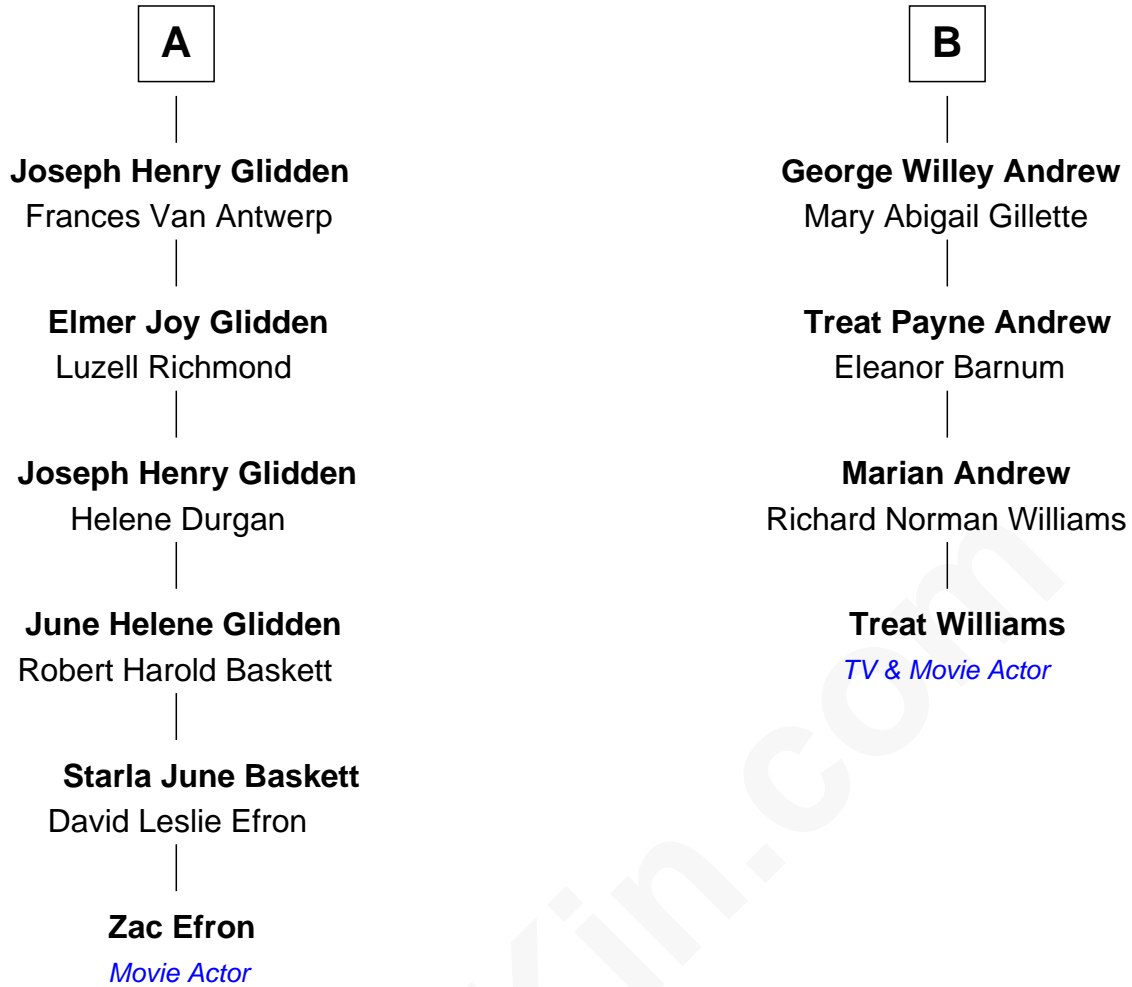 A
Joseph Henry Glidden
Frances Van Antwerp
Elmer Joy Glidden
Luzell Richmond
Joseph Henry Glidden
Helene Durgan
June Helene Glidden
Robert Harold Baskett
Starla June Baskett
David Leslie Efron
Zac Efron
Movie Actor
B
George Willey Andrew
Mary Abigail Gillette
Treat Payne Andrew
Eleanor Barnum
Marian Andrew
Richard Norman Williams
Treat Williams
TV & Movie Actor
Kin.com